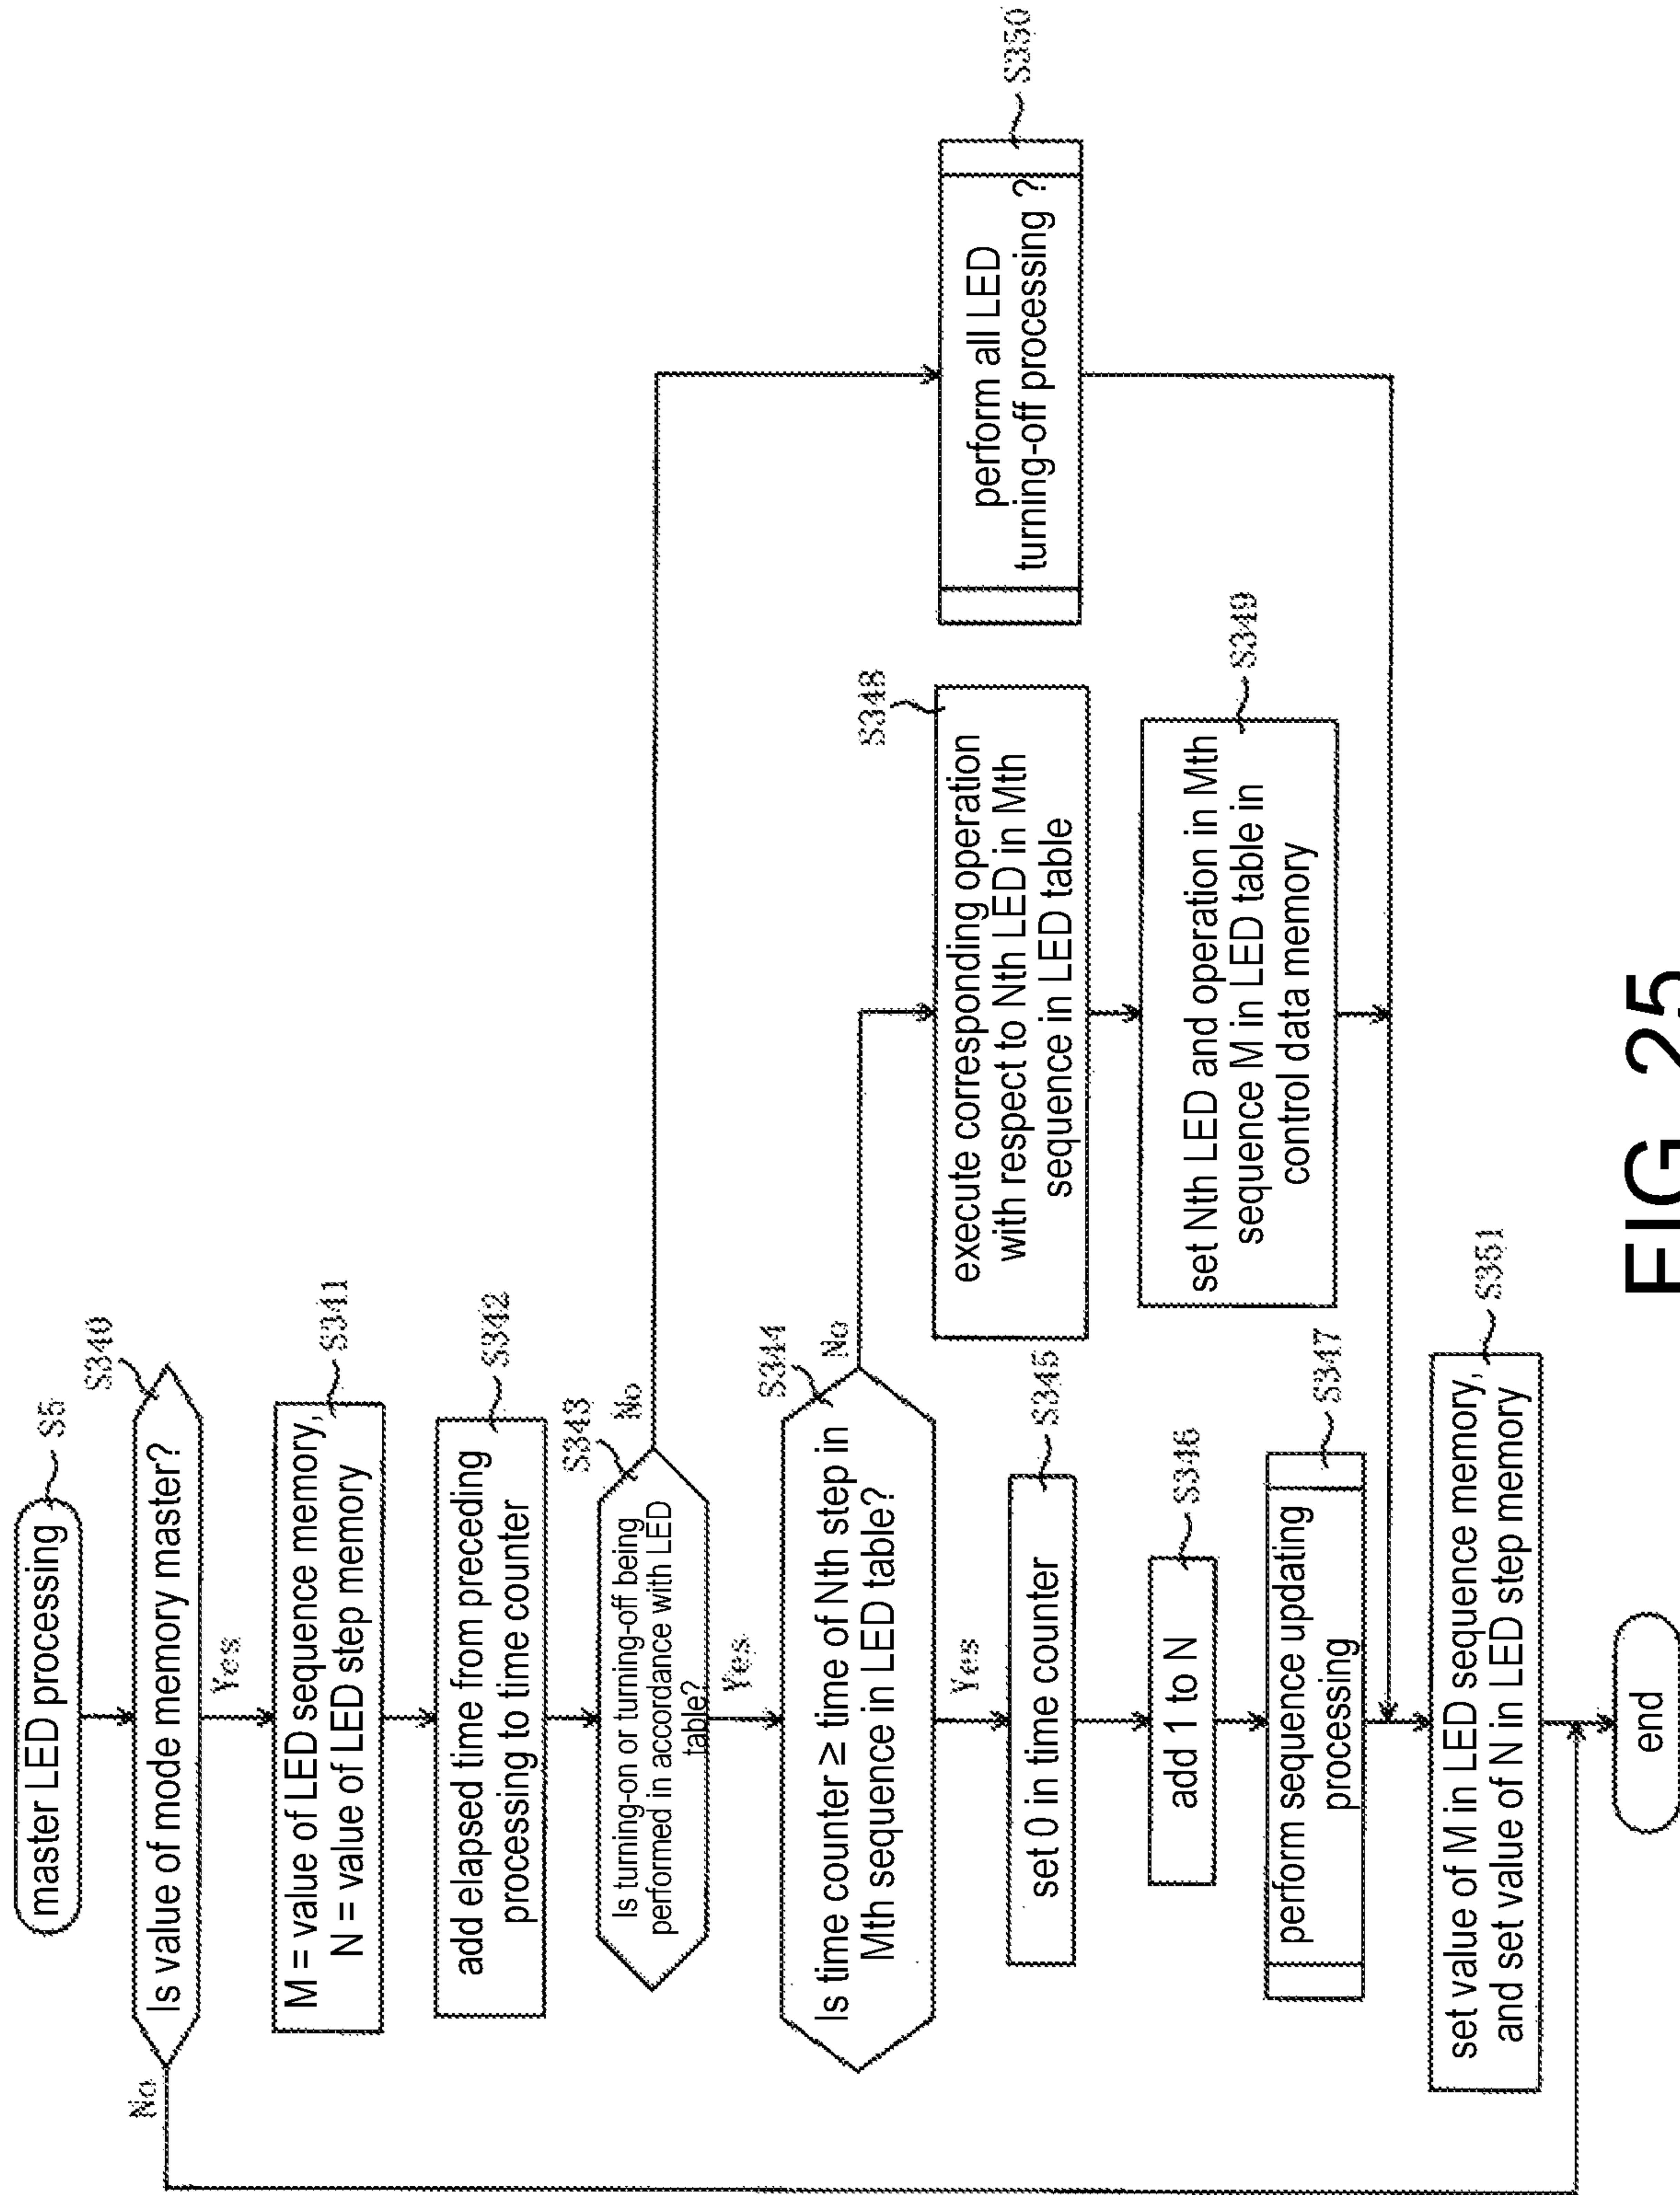 master LED processing
S5
Is value of mode memory master?
S340
No
Yes
M = value of LED sequence memory,
N = value of LED step memory
S341
add elapsed time from preceding
processing to time counter
S342
Is turning-on or turning-off being
performed in accordance with LED
table?
S343
No
Yes
Is time counter ≥ time of Nth step in
Mth sequence in LED table?
S344
No
Yes
set 0 in time counter
S345
add 1 to N
S346
perform sequence updating
processing
S347
execute corresponding operation
with respect to Nth LED in Mth
sequence in LED table
S348
set Nth LED and operation in Mth
sequence M in LED table in
control data memory
S349
perform all LED
turning-off processing ?
S350
set value of M in LED sequence memory,
and set value of N in LED step memory
S351
end
FIG 25